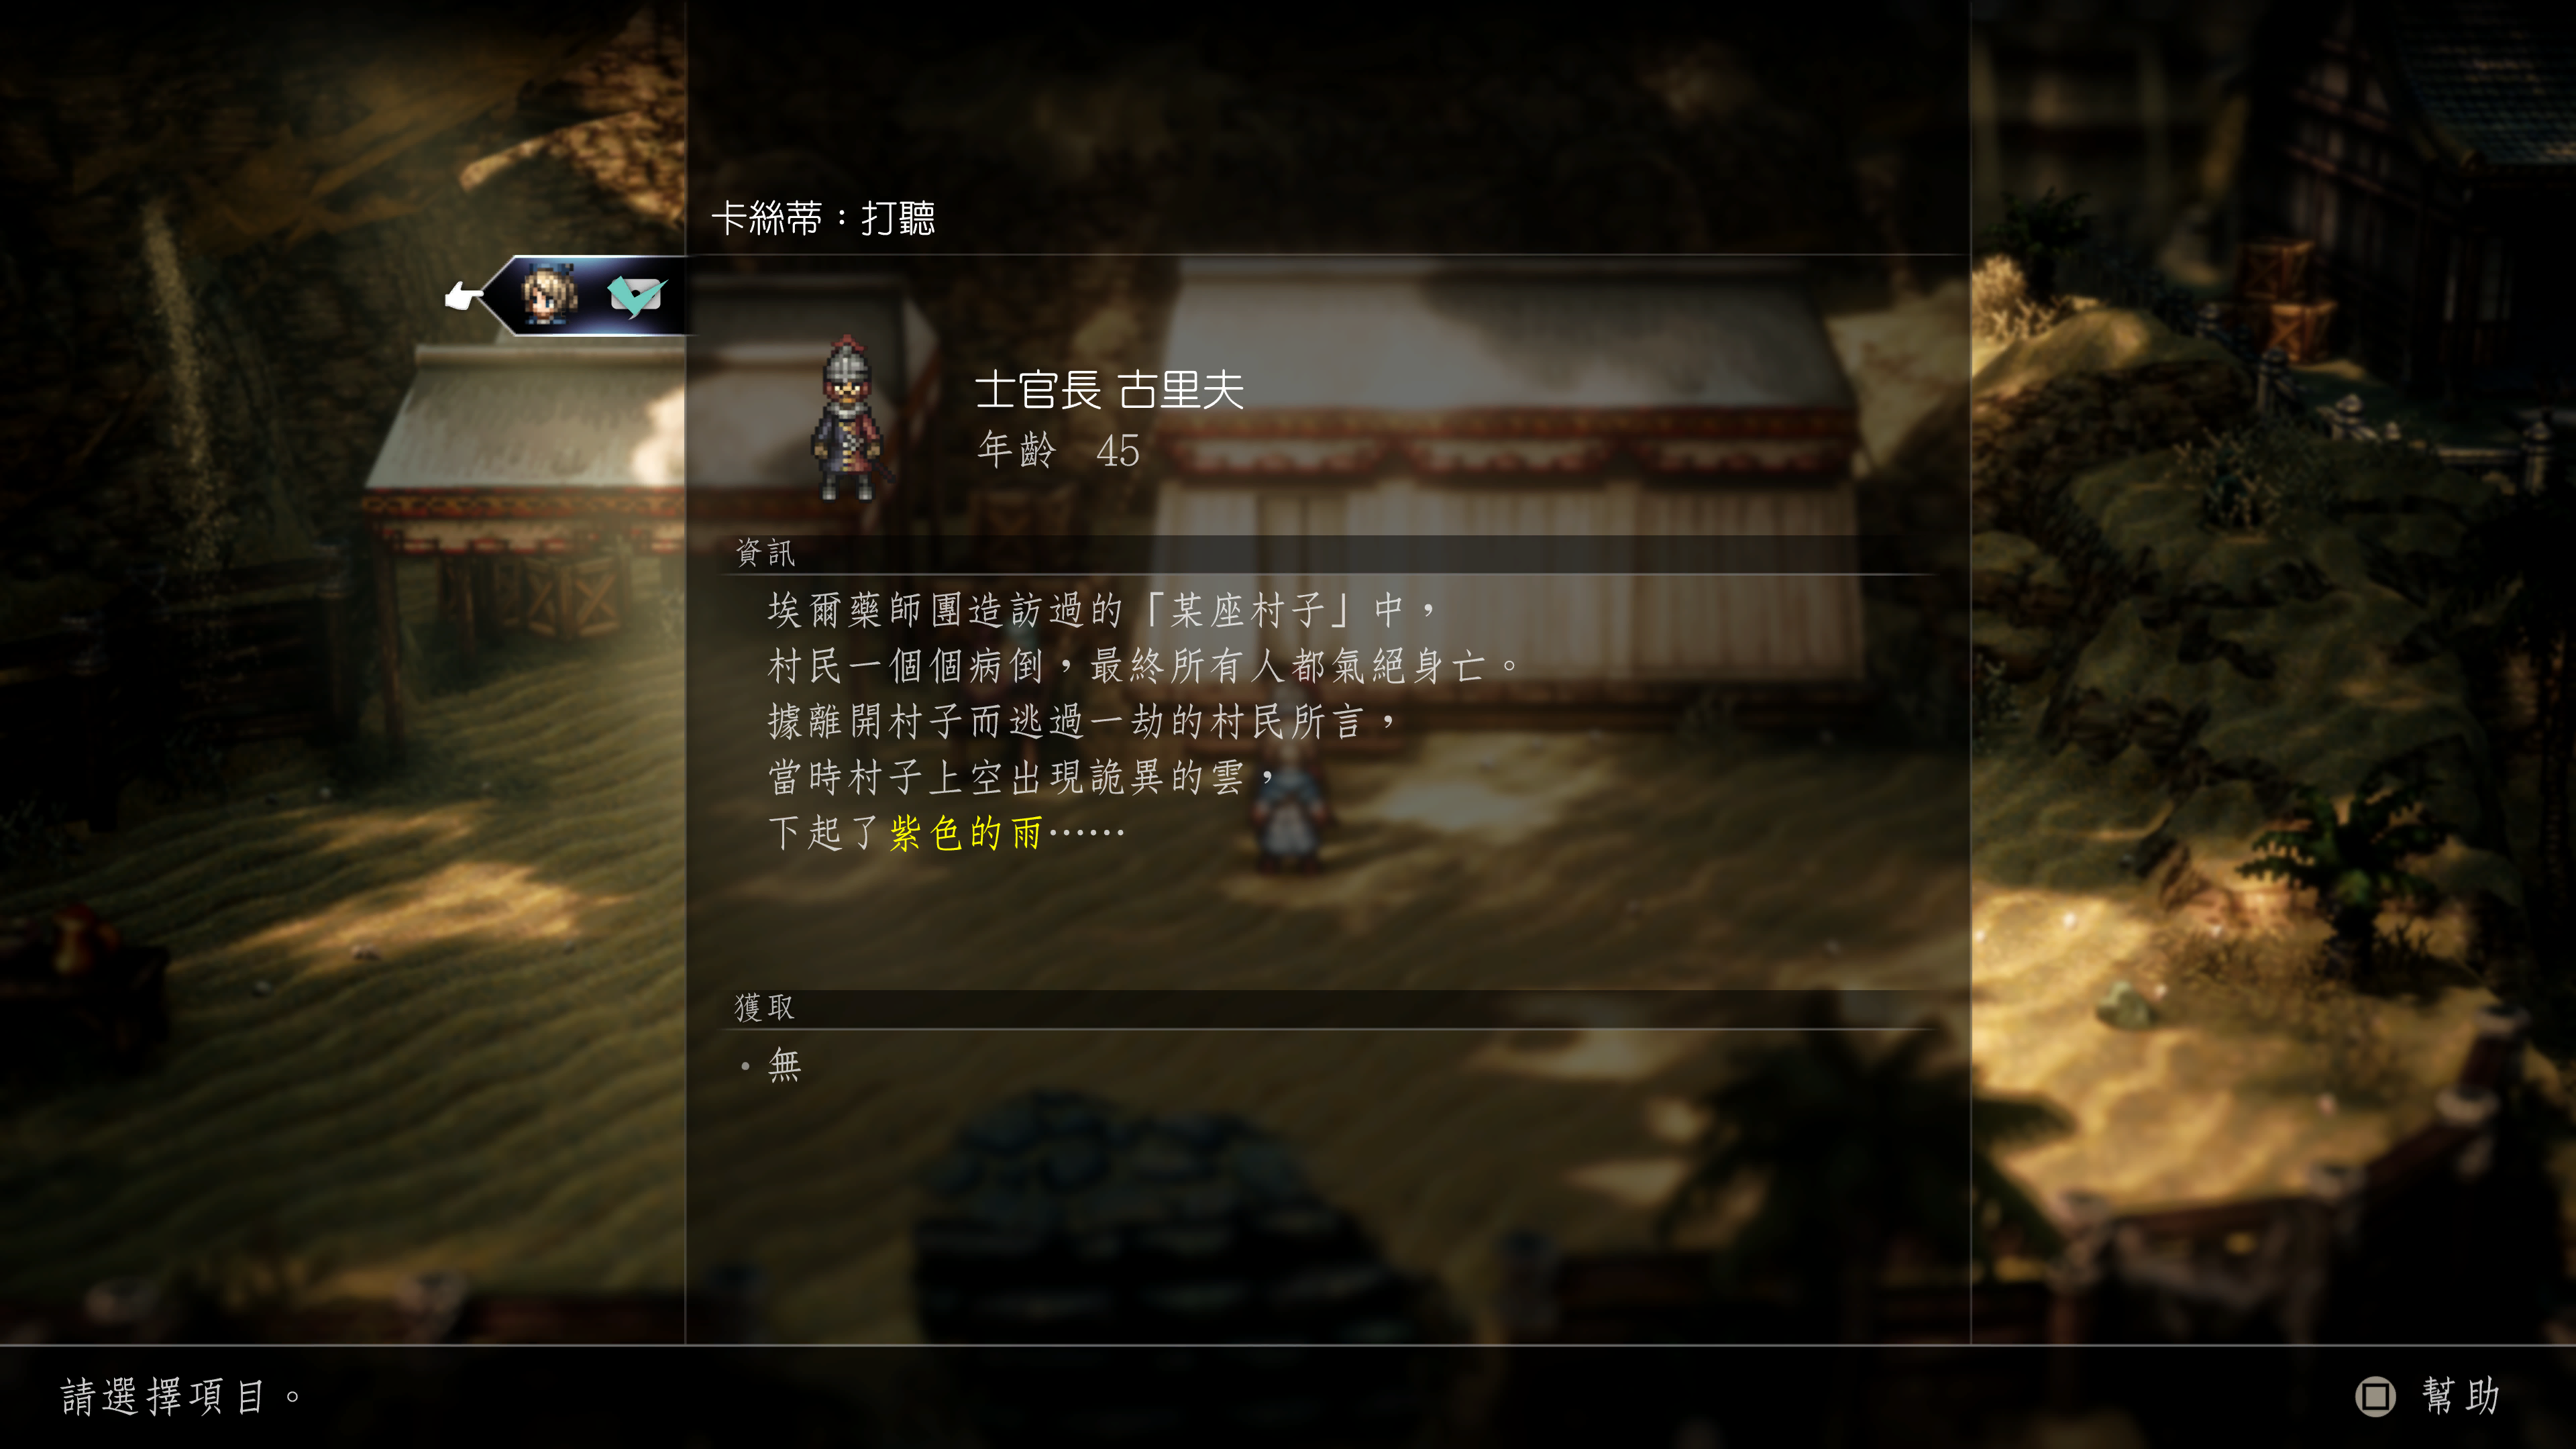 卡絲蒂：打聽
士官長 古里夫
年齡 45
資訊
埃爾藥師團造訪過的「某座村子」中，
村民一個個病倒，最終所有人都氣絕身亡。
據離開村子而逃過一劫的村民所言，
當時村子上空出現詭異的雲，
下起了紫色的雨⋯⋯
獲取
・無
請選擇項目。
幫助